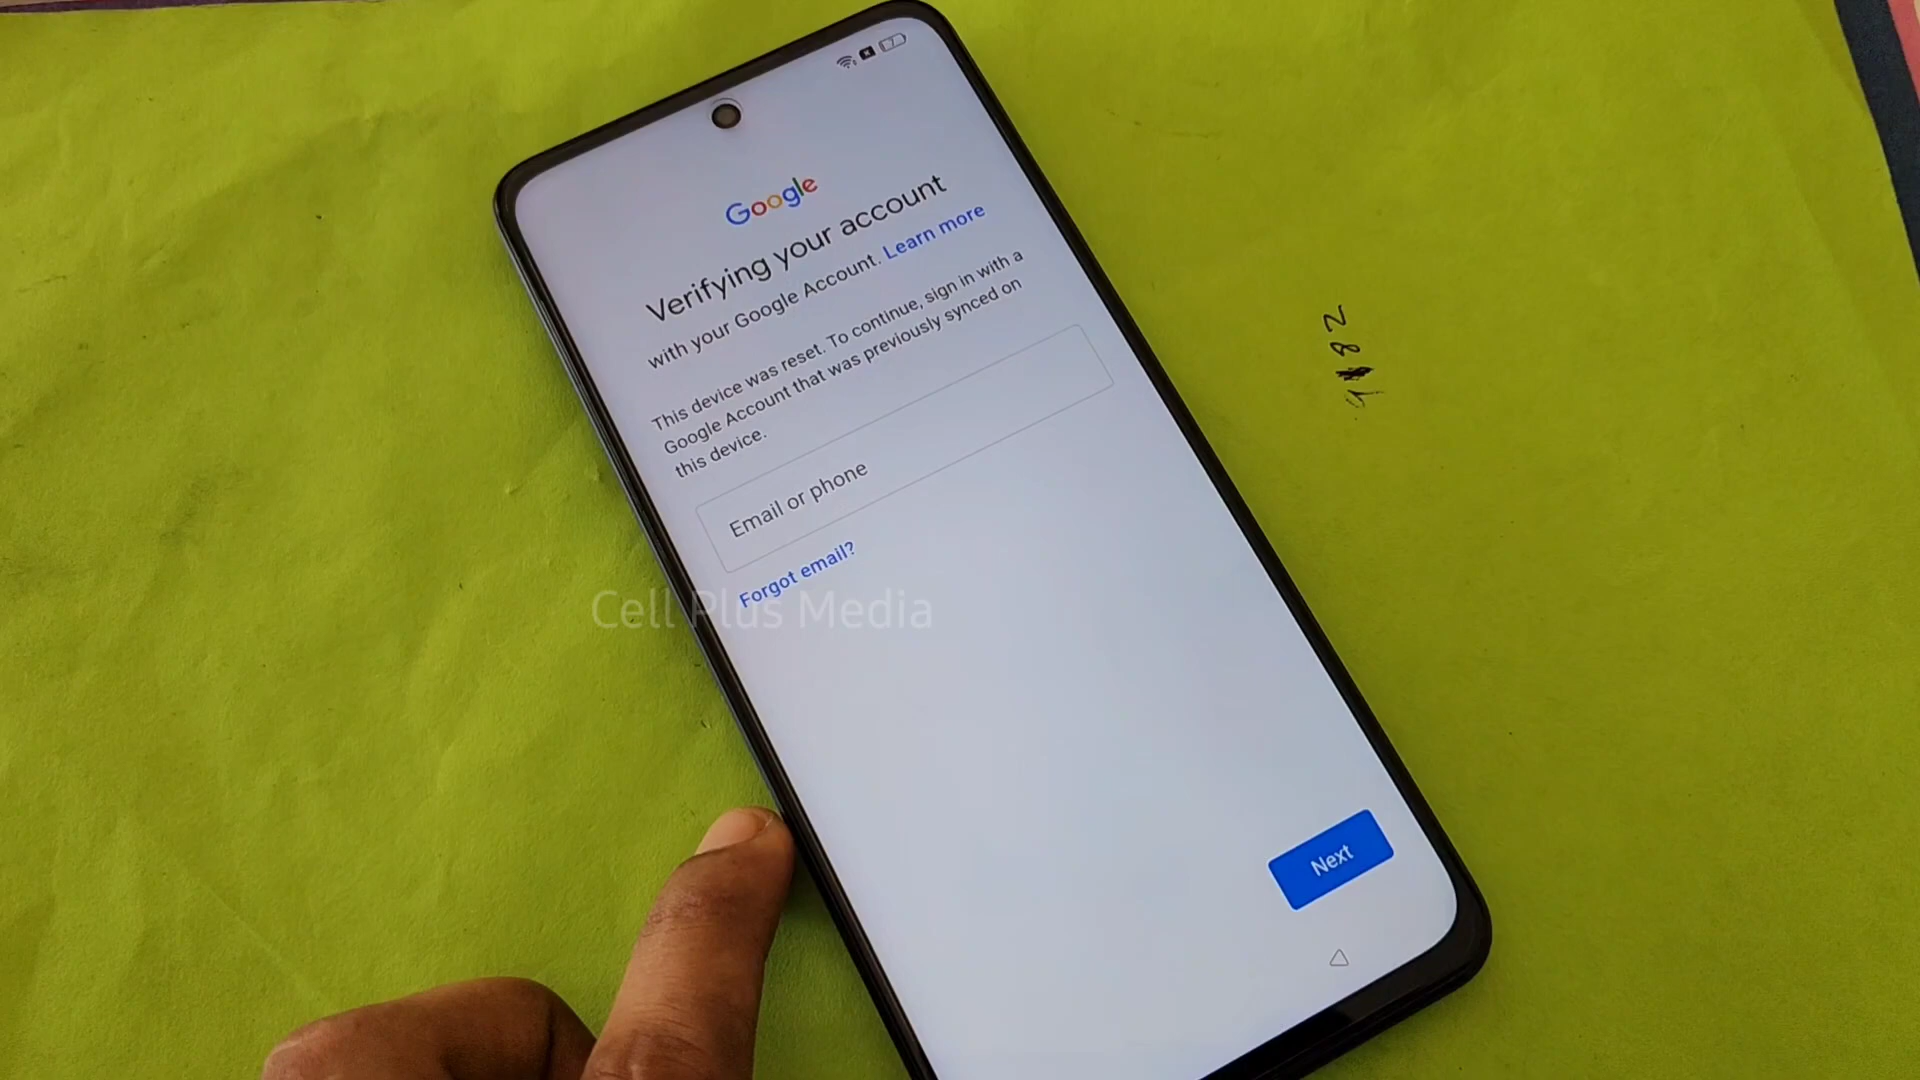 Google
Verifying your account
with your Google Account. Learn more
This device was reset. To continue, sign in with a
Google Account that was previously synced on
this device.
Email or phone
Forgot email?
Cell Plus Media
Next